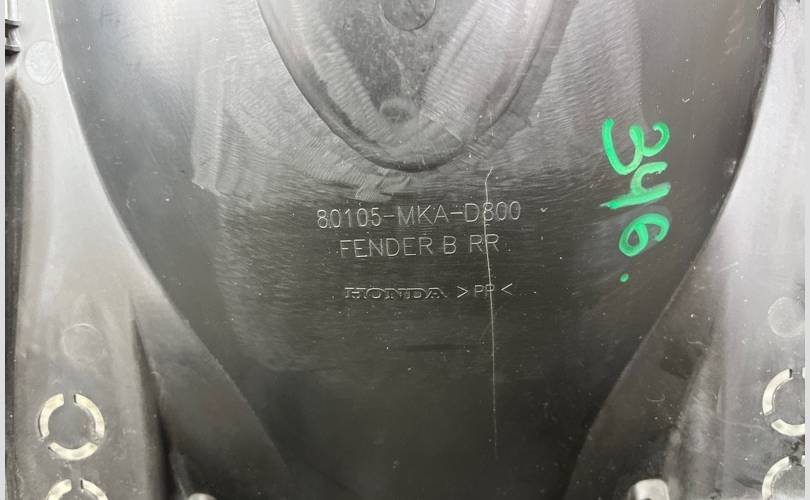 80105-MKA-D800
FENDER B RR
HONDA >PP<
346.